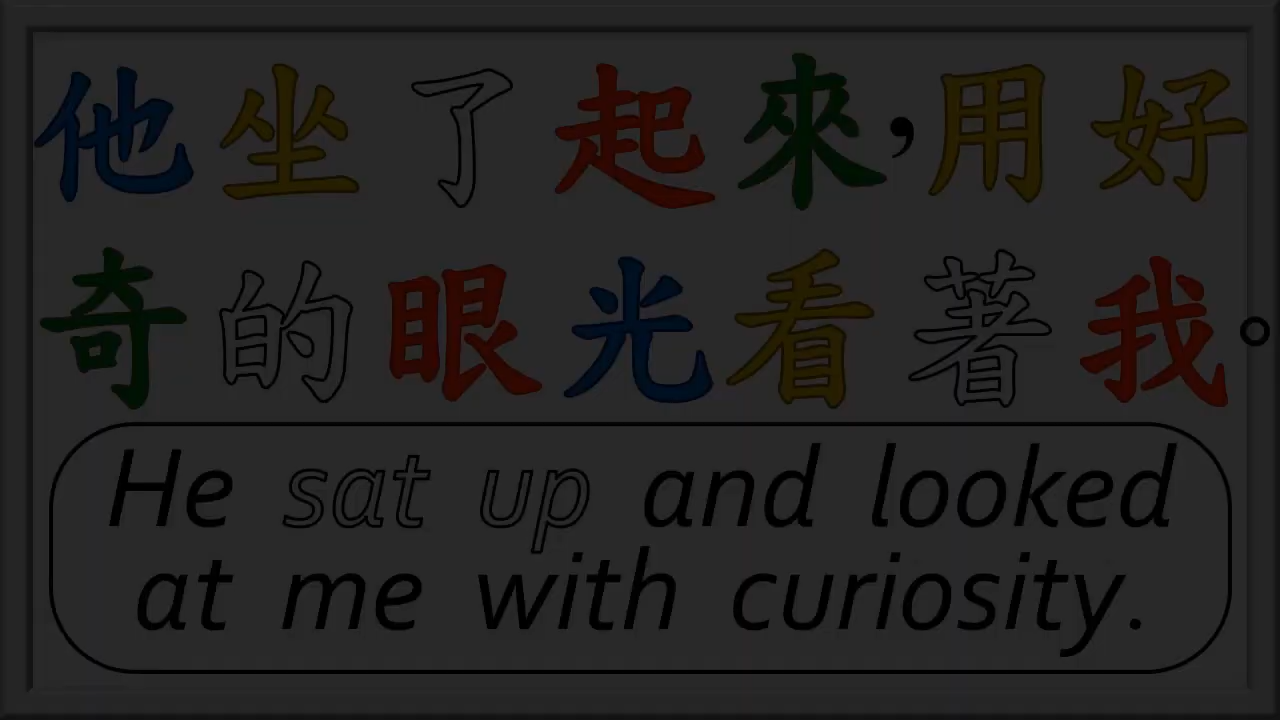 他坐了起來,用好
奇的眼光看著我。
He sat up and looked
at me with curiosity.